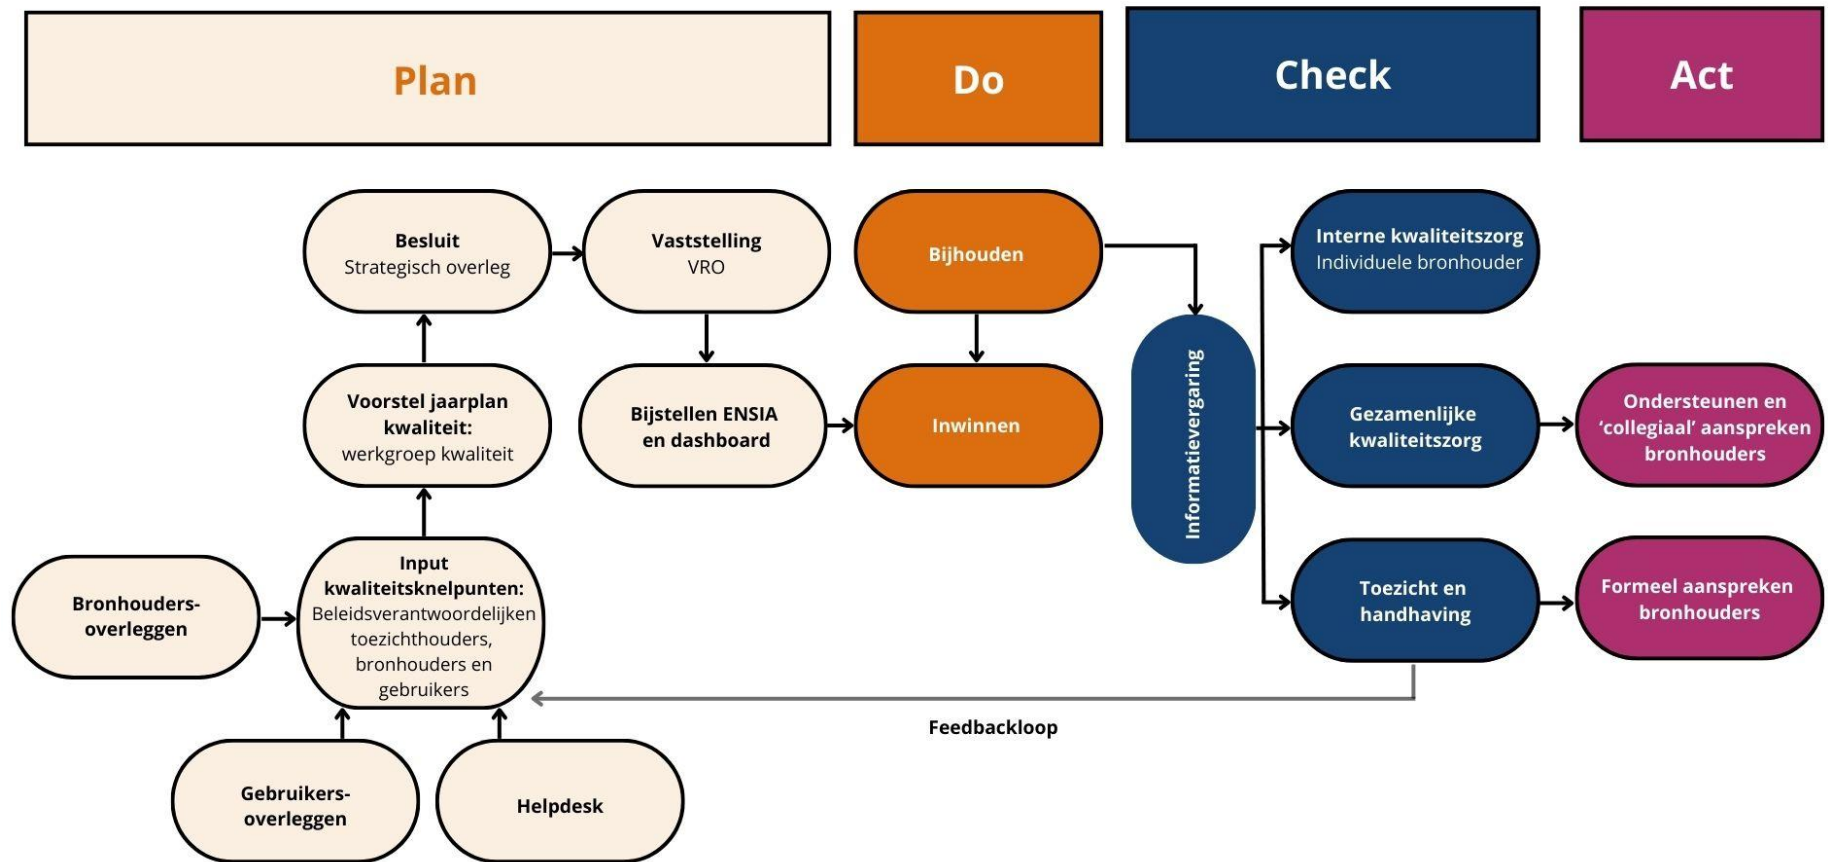 Plan
Do
Check
Act
Besluit
Strategisch overleg
Vaststelling
VRO
Bijhouden
Interne kwaliteitszorg
Individuele bronhouder
Voorstel jaarplan
kwaliteit:
werkgroep kwaliteit
Bijstellen ENSIA
en dashboard
Inwinnen
Informatievergaring
Gezamenlijke
kwaliteitszorg
Ondersteunen en
‘collegiaal’ aanspreken
bronhouders
Bronhouders-
overleggen
Input
kwaliteitsknelpunten:
Beleidsverantwoordelijken
toezichthouders,
bronhouders en
gebruikers
Toezicht en
handhaving
Formeel aanspreken
bronhouders
Feedbackloop
Gebruikers-
overleggen
Helpdesk